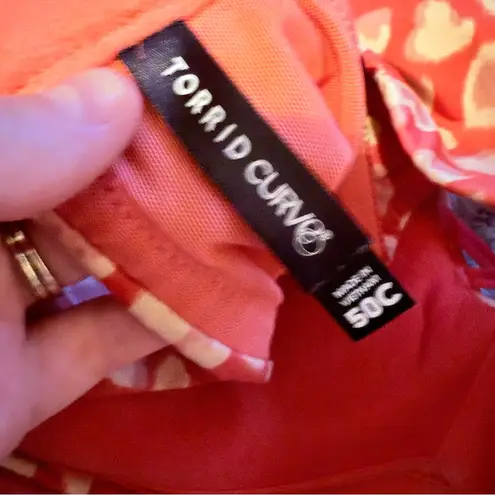 TORRID CURVE
MADE IN
VIETNAM
50C